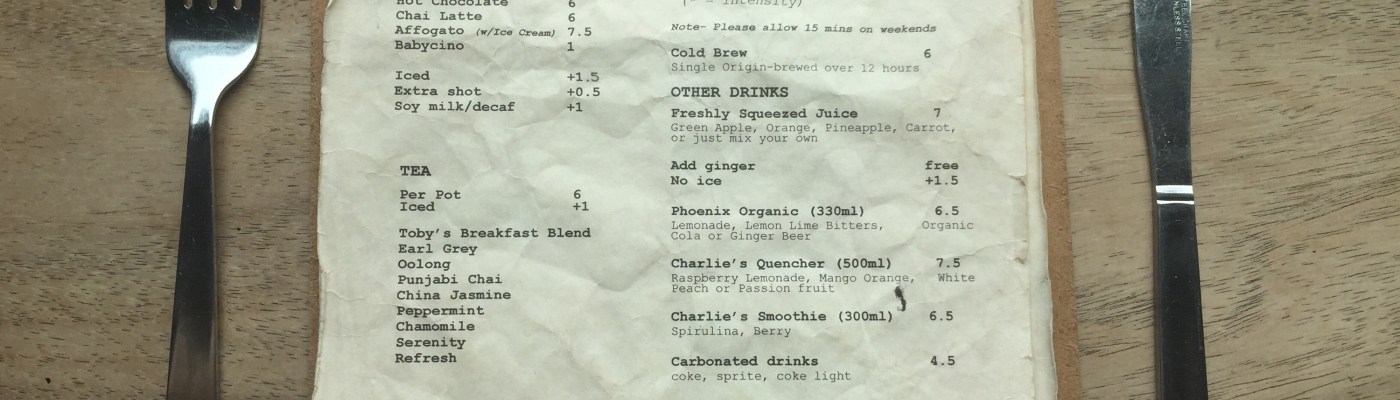 Hot Chocolate 6
Chai Latte 6
Affogato (w/Ice Cream) 7.5
Babycino 1
Iced +1.5
Extra shot +0.5
Soy milk/decaf +1
TEA
Per Pot 6
Iced +1
Toby's Breakfast Blend
Earl Grey
Oolong
Punjabi Chai
China Jasmine
Peppermint
Chamomile
Serenity
Refresh
intensity)
Note- Please allow 15 mins on weekends
Cold Brew 6
Single Origin-brewed over 12 hours
OTHER DRINKS
Freshly Squeezed Juice 7
Green Apple, Orange, Pineapple, Carrot,
or just mix your own
Add ginger free
No ice +1.5
Phoenix Organic (330ml) 6.5
Lemonade, Lemon Lime Bitters, Organic
Cola or Ginger Beer
Charlie's Quencher (500ml) 7.5
Raspberry Lemonade, Mango Orange, White
Peach or Passion fruit
Charlie's Smoothie (300ml) 6.5
Spirulina, Berry
Carbonated drinks 4.5
coke, sprite, coke light